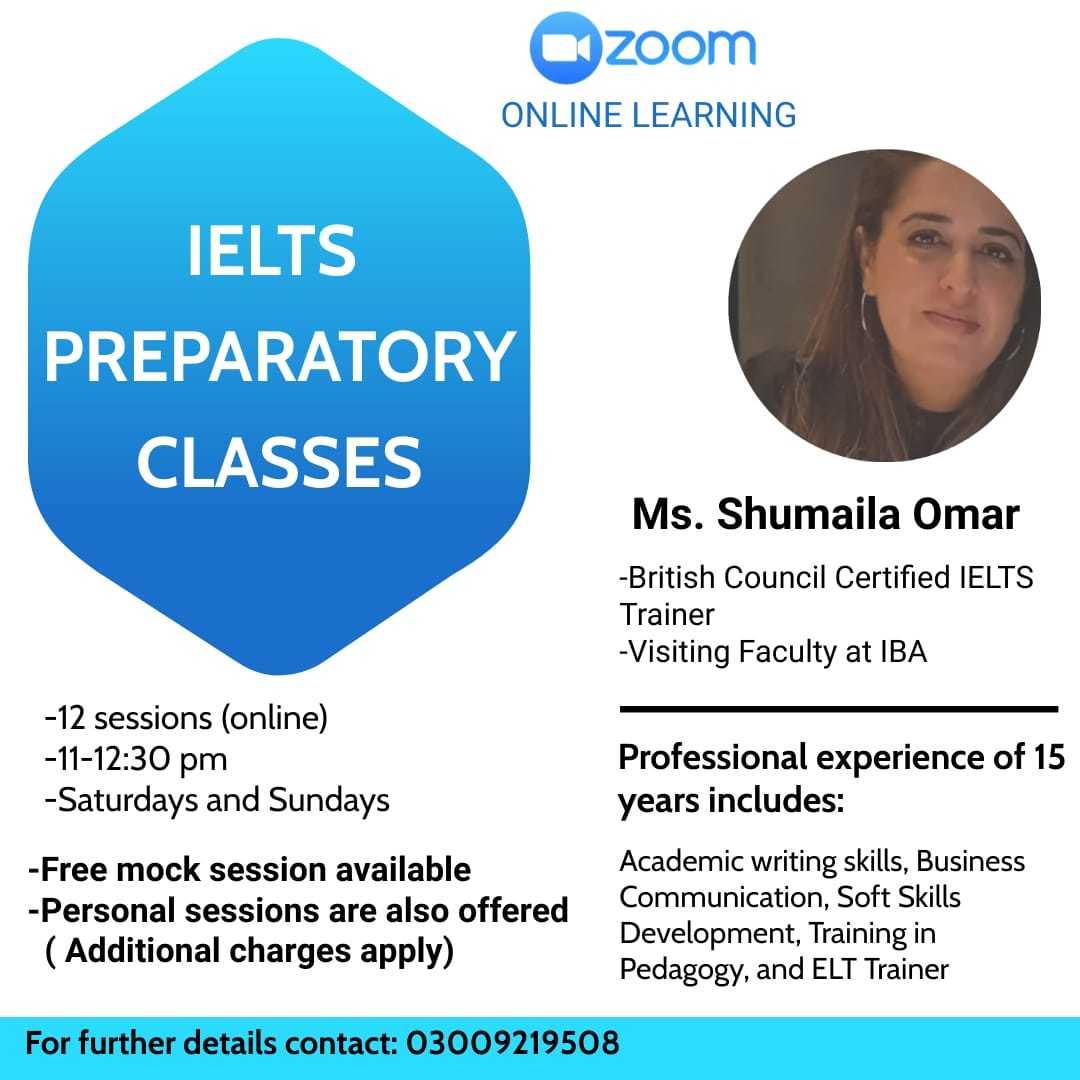 zoom
ONLINE LEARNING
IELTS
PREPARATORY
CLASSES
Ms. Shumaila Omar
-British Council Certified IELTS
Trainer
-Visiting Faculty at IBA
-12 sessions (online)
-11-12:30 pm
-Saturdays and Sundays
-Free mock session available
-Personal sessions are also offered
( Additional charges apply)
Professional experience of 15
years includes:
Academic writing skills, Business
Communication, Soft Skills
Development, Training in
Pedagogy, and ELT Trainer
For further details contact: 03009219508